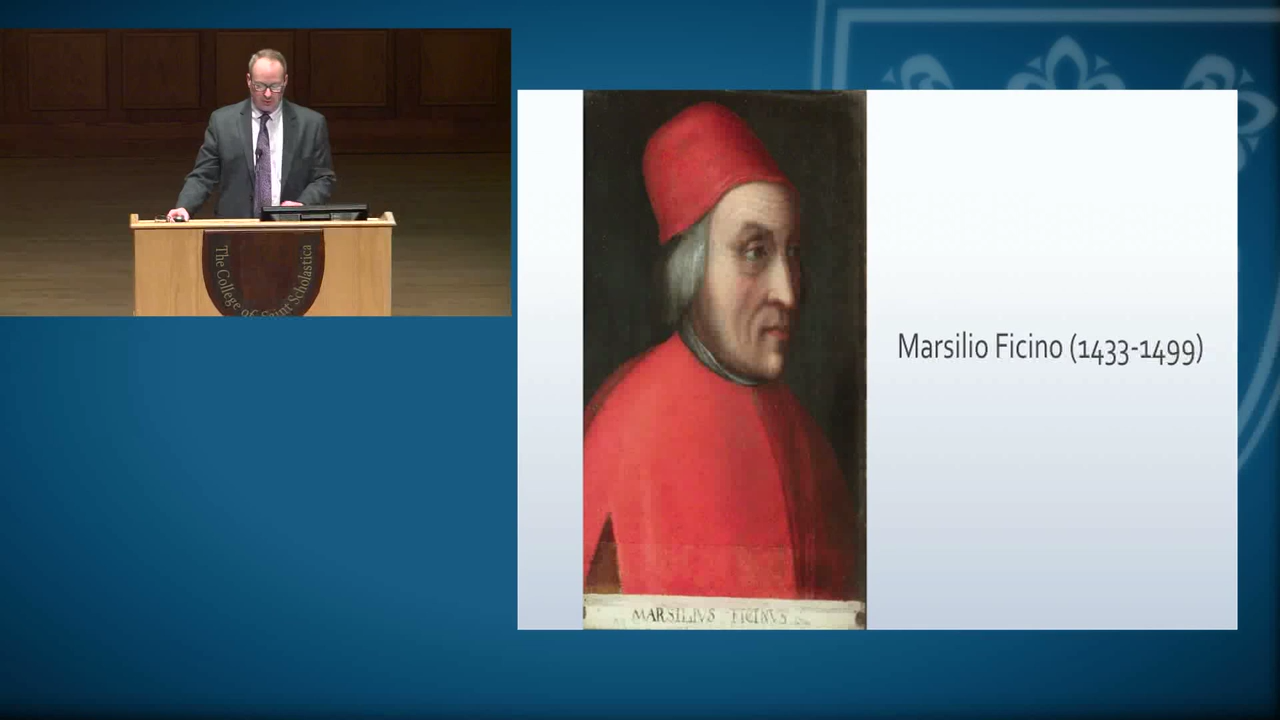 The College of Saint Scholastica
Marsilio Ficino (1433-1499)
MARSILIVS FICINVS